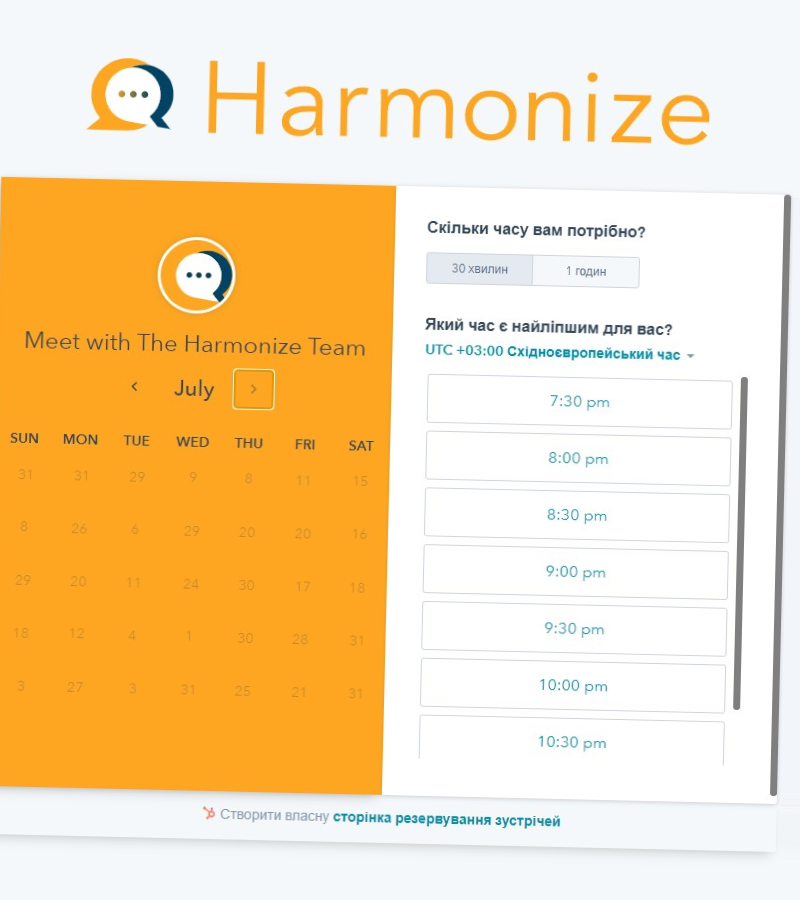 Harmonize
Meet with The Harmonize Team
July
SUN MON TUE WED THU FRI SAT
31 31 29 9 8 11 15
8 26 6 29 20 20 16
29 20 11 24 30 17 18
18 12 4 1 30 28 31
3 27 3 31 25 21 31
Скільки часу вам потрібно?
30 хвилин 1 годин
Який час є найліпшим для вас?
UTC +03:00 Східноєвропейський час
7:30 pm
8:00 pm
8:30 pm
9:00 pm
9:30 pm
10:00 pm
10:30 pm
Створити власну сторінка резервування зустрічей